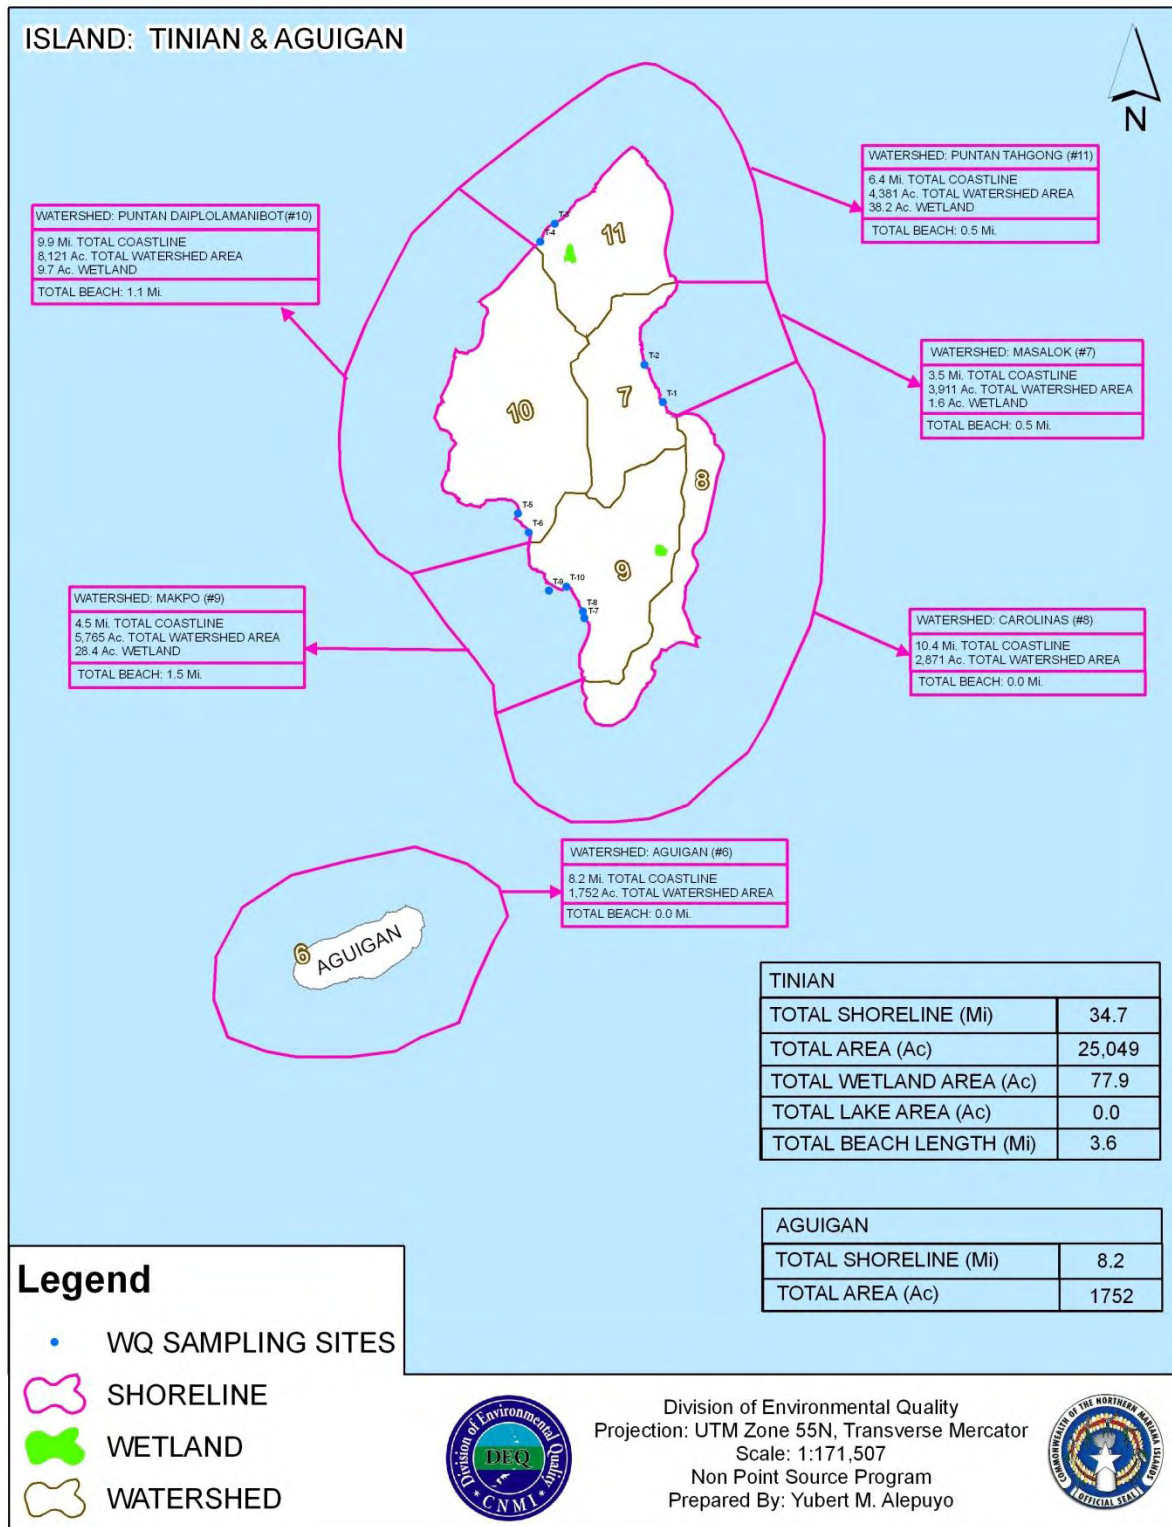 ISLAND: TINIAN & AGUIGAN
N
WATERSHED: PUNTAN TAHGONG (#11)
6.4 Mi. TOTAL COASTLINE
4,381 Ac. TOTAL WATERSHED AREA
38.2 Ac. WETLAND
TOTAL BEACH: 0.5 Mi.
WATERSHED: PUNTAN DAIPLOLAMANIBOT(#10)
9.9 Mi. TOTAL COASTLINE
8,121 Ac. TOTAL WATERSHED AREA
9.7 Ac. WETLAND
TOTAL BEACH: 1.1 Mi.
T-3
T-4
11
WATERSHED: MASALOK (#7)
3.5 Mi. TOTAL COASTLINE
3,911 Ac. TOTAL WATERSHED AREA
1.6 Ac. WETLAND
TOTAL BEACH: 0.5 Mi.
T-2
7
T-1
10
8
T-5
T-6
9
T-9
T-10
T-8
T-7
WATERSHED: MAKPO (#9)
4.5 Mi. TOTAL COASTLINE
5,765 Ac. TOTAL WATERSHED AREA
28.4 Ac. WETLAND
TOTAL BEACH: 1.5 Mi.
WATERSHED: CAROLINAS (#8)
10.4 Mi. TOTAL COASTLINE
2,871 Ac. TOTAL WATERSHED AREA
TOTAL BEACH: 0.0 Mi.
WATERSHED: AGUIGAN (#6)
8.2 Mi. TOTAL COASTLINE
1,752 Ac. TOTAL WATERSHED AREA
TOTAL BEACH: 0.0 Mi.
6
AGUIGAN
TINIAN
TOTAL SHORELINE (Mi) 34.7
TOTAL AREA (Ac) 25,049
TOTAL WETLAND AREA (Ac) 77.9
TOTAL LAKE AREA (Ac) 0.0
TOTAL BEACH LENGTH (Mi) 3.6
AGUIGAN
TOTAL SHORELINE (Mi) 8.2
TOTAL AREA (Ac) 1752
Legend
WQ SAMPLING SITES
SHORELINE
WETLAND
WATERSHED
Division of Environmental Quality
DEQ
CNMI
Division of Environmental Quality
Projection: UTM Zone 55N, Transverse Mercator
Scale: 1:171,507
Non Point Source Program
Prepared By: Yubert M. Alepuyo
COMMONWEALTH OF THE NORTHERN MARIANA ISLANDS
OFFICIAL SEAL